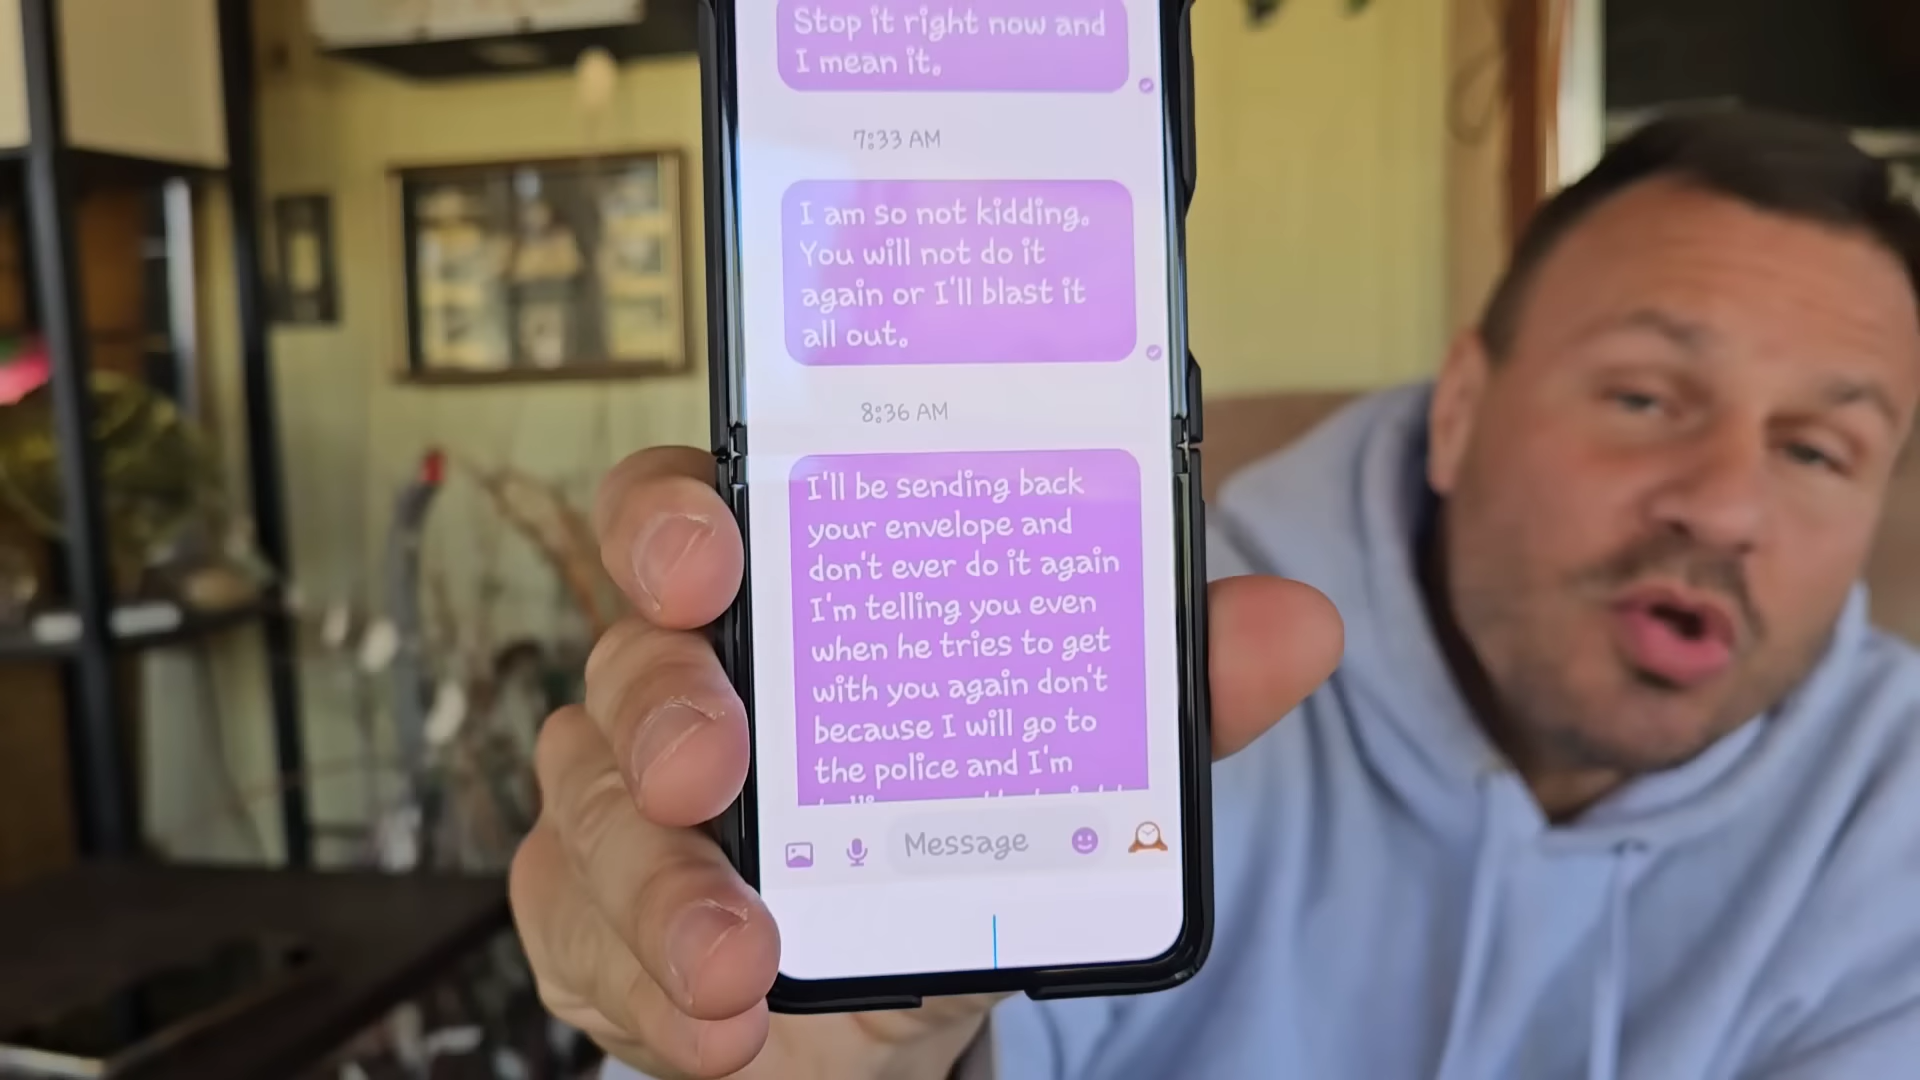 Stop it right now and
I mean it.
7:33 AM
I am so not kidding.
You will not do it
again or I'll blast it
all out.
8:36 AM
I'll be sending back
your envelope and
don't ever do it again
I'm telling you even
when he tries to get
with you again don't
because I will go to
the police and I'm
Message